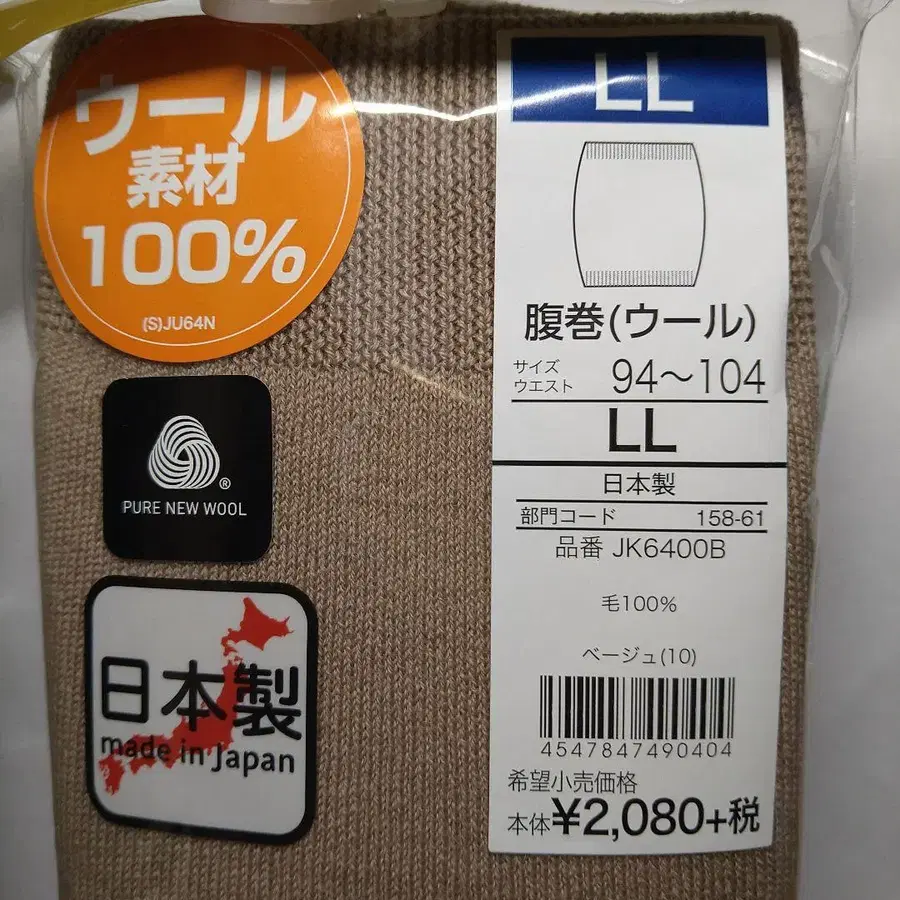 ウール
素材
100%
(S)JU64N
PURE NEW WOOL
®
日本製
made in Japan
LL
腹巻(ウール)
サイズ
ウエスト 94～104
LL
日本製
部門コード 158-61
品番 JK6400B
毛100%
ベージュ(10)
4547847490404
希望小売価格
本体¥2,080+税